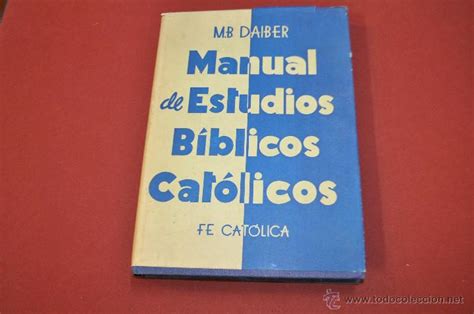 M.B DAIBER
Manual
de Estudios
Bíblicos
Católicos
FE CATÓLICA
© www.todocoleccion.net